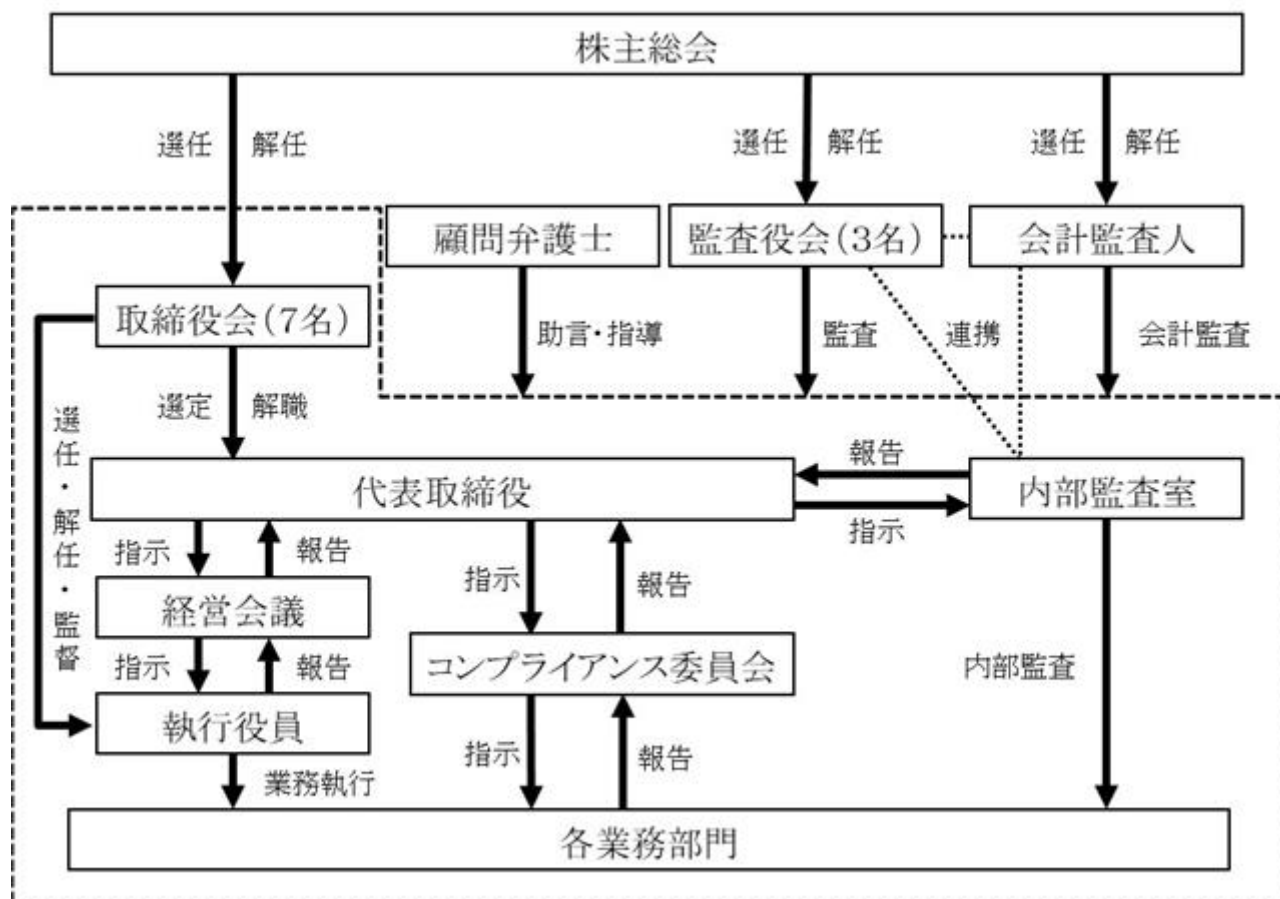 株主総会
選任 解任
選任 解任
選任 解任
顧問弁護士
監査役会(3名)
会計監査人
取締役会(7名)
助言・指導
監査
連携
会計監査
選定 解職
選任・解任・監督
代表取締役
報告
指示
内部監査室
指示 報告
指示 報告
経営会議
コンプライアンス委員会
指示 報告
内部監査
執行役員
指示 報告
業務執行
各業務部門